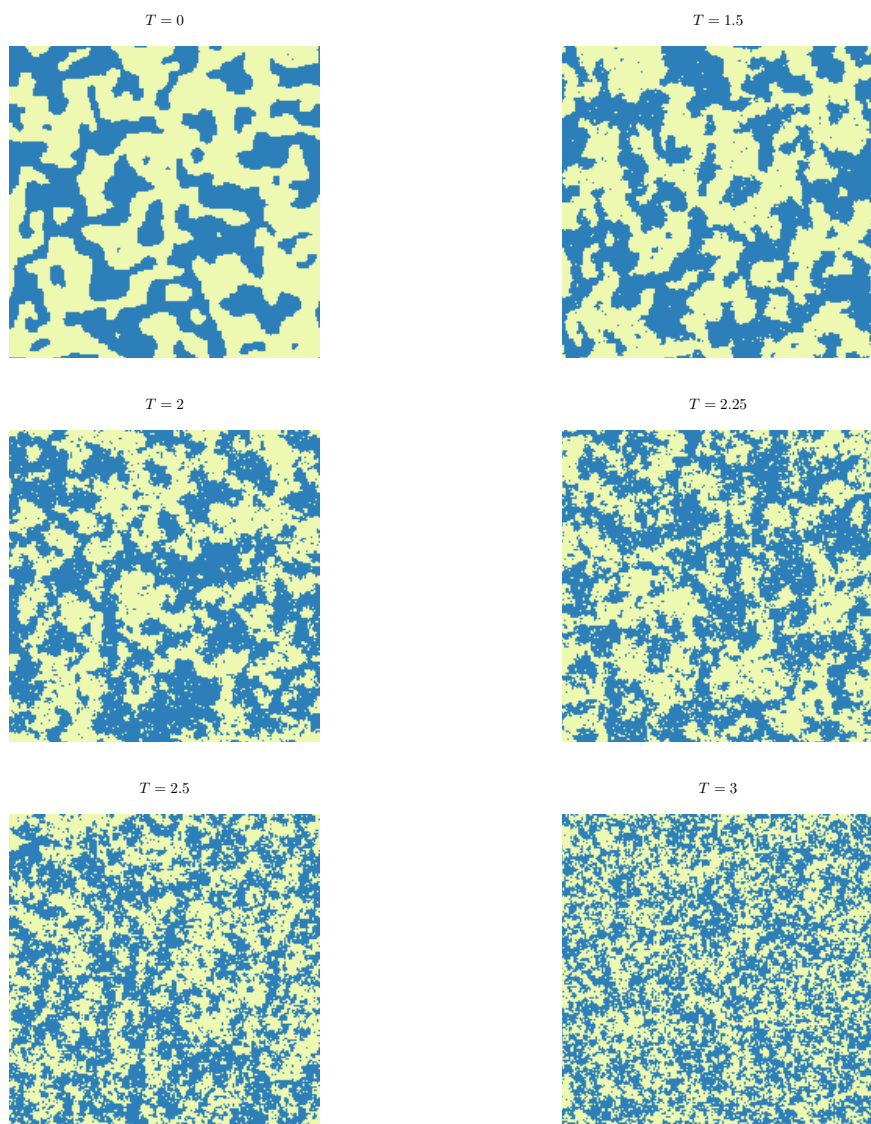 T = 0
T = 1.5
T = 2
T = 2.25
T = 2.5
T = 3